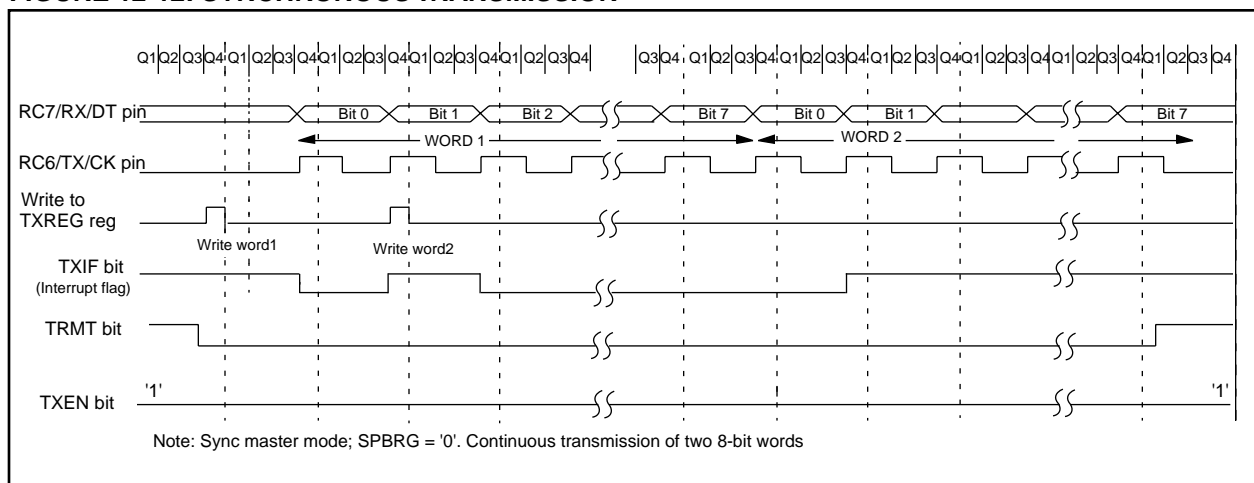 Q1 Q2 Q3 Q4 Q1 Q2 Q3 Q4 Q1 Q2 Q3 Q4 Q1 Q2 Q3 Q4 Q1 Q2 Q3 Q4 Q3 Q4 Q1 Q2 Q3 Q4 Q1 Q2 Q3 Q4 Q1 Q2 Q3 Q4 Q1 Q2 Q3 Q4 Q1 Q2 Q3 Q4 Q1 Q2 Q3 Q4
RC7/RX/DT pin Bit 0 Bit 1 Bit 2 Bit 7 Bit 0 Bit 1 Bit 7
WORD 1 WORD 2
RC6/TX/CK pin
Write to
TXREG reg
Write word1 Write word2
TXIF bit
(Interrupt flag)
TRMT bit
'1' '1'
TXEN bit
Note: Sync master mode; SPBRG = '0'. Continuous transmission of two 8-bit words